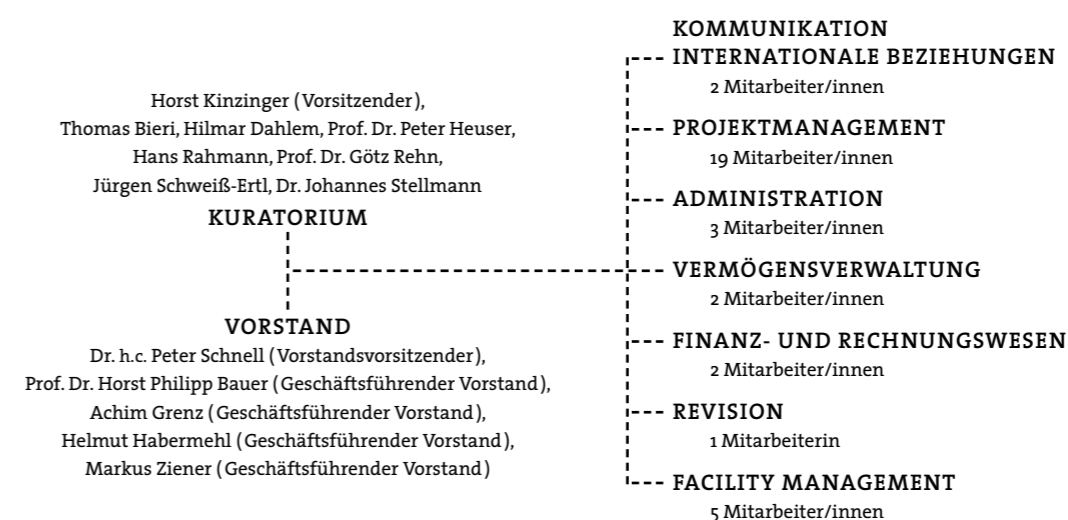 Horst Kinzinger (Vorsitzender),
Thomas Bieri, Hilmar Dahlem, Prof. Dr. Peter Heuser,
Hans Rahmann, Prof. Dr. Götz Rehn,
Jürgen Schweiß-Ertl, Dr. Johannes Stellmann
KURATORIUM
VORSTAND
Dr. h.c. Peter Schnell (Vorstandsvorsitzender),
Prof. Dr. Horst Philipp Bauer (Geschäftsführender Vorstand),
Achim Grenz (Geschäftsführender Vorstand),
Helmut Habermehl (Geschäftsführender Vorstand),
Markus Ziener (Geschäftsführender Vorstand)
KOMMUNIKATION
INTERNATIONALE BEZIEHUNGEN
2 Mitarbeiter/innen
PROJEKTMANAGEMENT
19 Mitarbeiter/innen
ADMINISTRATION
3 Mitarbeiter/innen
VERMÖGENSVERWALTUNG
2 Mitarbeiter/innen
FINANZ- UND RECHNUNGSWESEN
2 Mitarbeiter/innen
REVISION
1 Mitarbeiterin
FACILITY MANAGEMENT
5 Mitarbeiter/innen